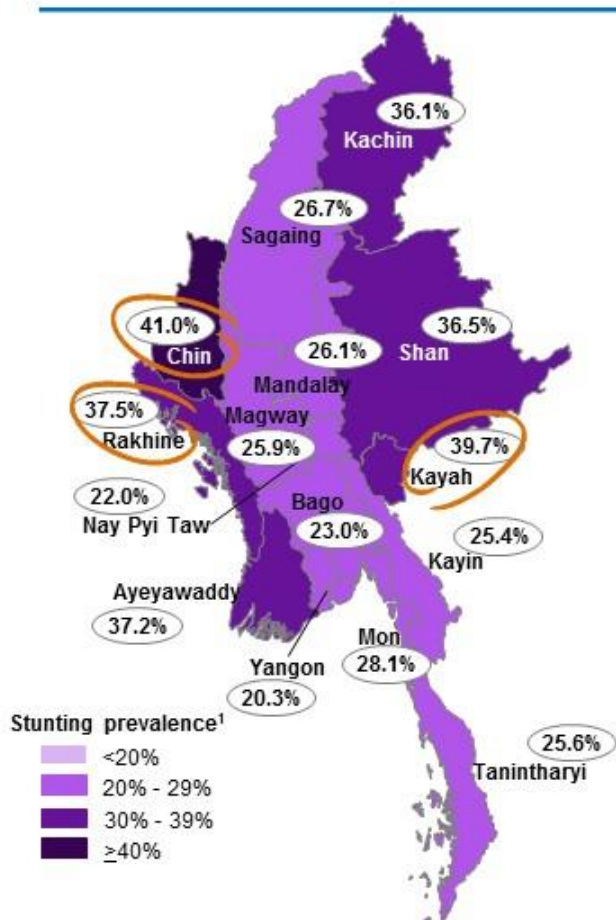 36.1%
Kachin
26.7%
Sagaing
41.0%
Chin
36.5%
Shan
26.1%
Mandalay
37.5%
Rakhine
Magway
25.9%
39.7%
Kayah
22.0%
Nay Pyi Taw
Bago
23.0%
25.4%
Kayin
Ayeyawaddy
37.2%
Mon
28.1%
Yangon
20.3%
Stunting prevalence¹
<20%
20% - 29%
30% - 39%
≥40%
25.6%
Tanintharyi